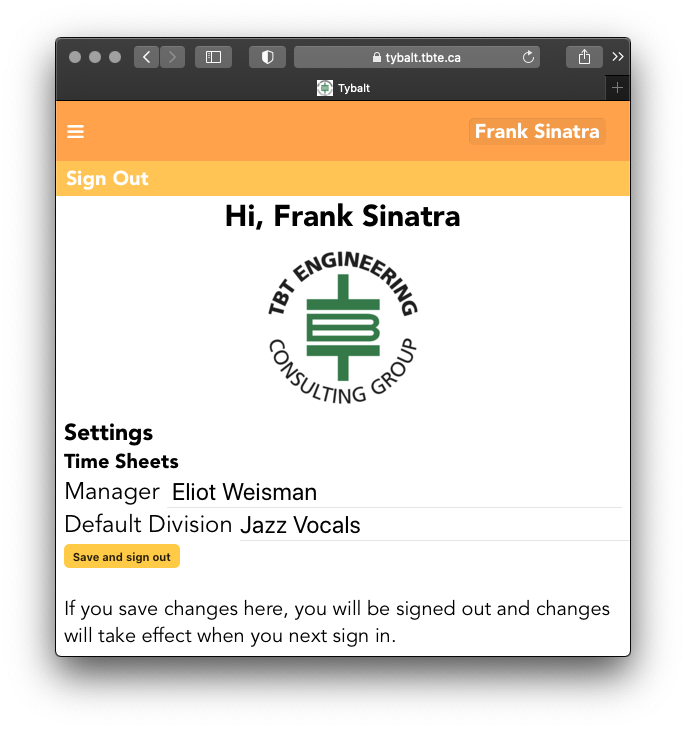 tybalt.tbte.ca
Tybalt
Frank Sinatra
Sign Out
Hi, Frank Sinatra
TBT ENGINEERING
CONSULTING GROUP
Settings
Time Sheets
Manager Eliot Weisman
Default Division Jazz Vocals
Save and sign out
If you save changes here, you will be signed out and changes
will take effect when you next sign in.